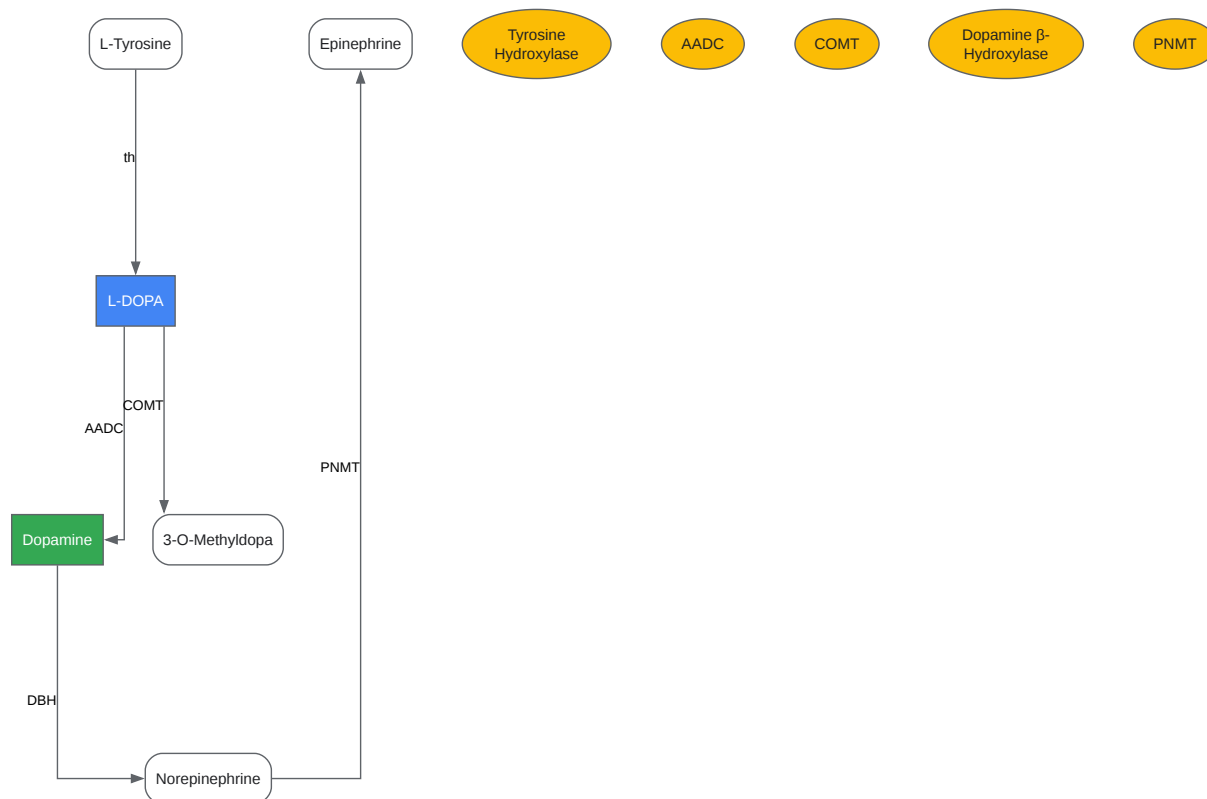 L-Tyrosine
Epinephrine
Tyrosine
Hydroxylase
AADC
COMT
Dopamine β-
Hydroxylase
PNMT
th
L-DOPA
COMT
AADC
PNMT
Dopamine
3-O-Methyldopa
DBH
Norepinephrine